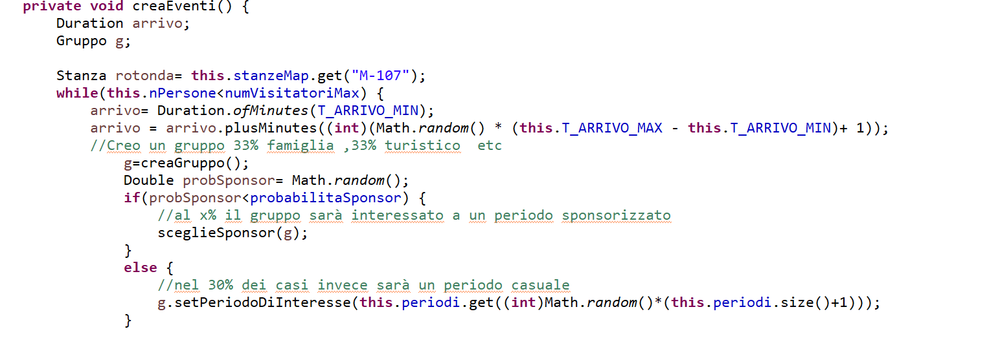 private void creaEventi() {
Duration arrivo;
Gruppo g;
Stanza rotonda= this.stanzeMap.get("M-107");
while(this.nPersone<numVisitatoriMax) {
arrivo= Duration.ofMinutes(T_ARRIVO_MIN);
arrivo = arrivo.plusMinutes((int)(Math.random() * (this.T_ARRIVO_MAX - this.T_ARRIVO_MIN)+ 1));
//Creo un gruppo 33% famiglia ,33% turistico  etc
g=creaGruppo();
Double probSponsor= Math.random();
if(probSponsor<probabilitaSponsor) {
//al x% il gruppo sarà interessato a un periodo sponsorizzato
sceglieSponsor(g);
}
else {
//nel 30% dei casi invece sarà un periodo casuale
g.setPeriodoDiInteresse(this.periodi.get((int)Math.random()*(this.periodi.size()+1)));
}